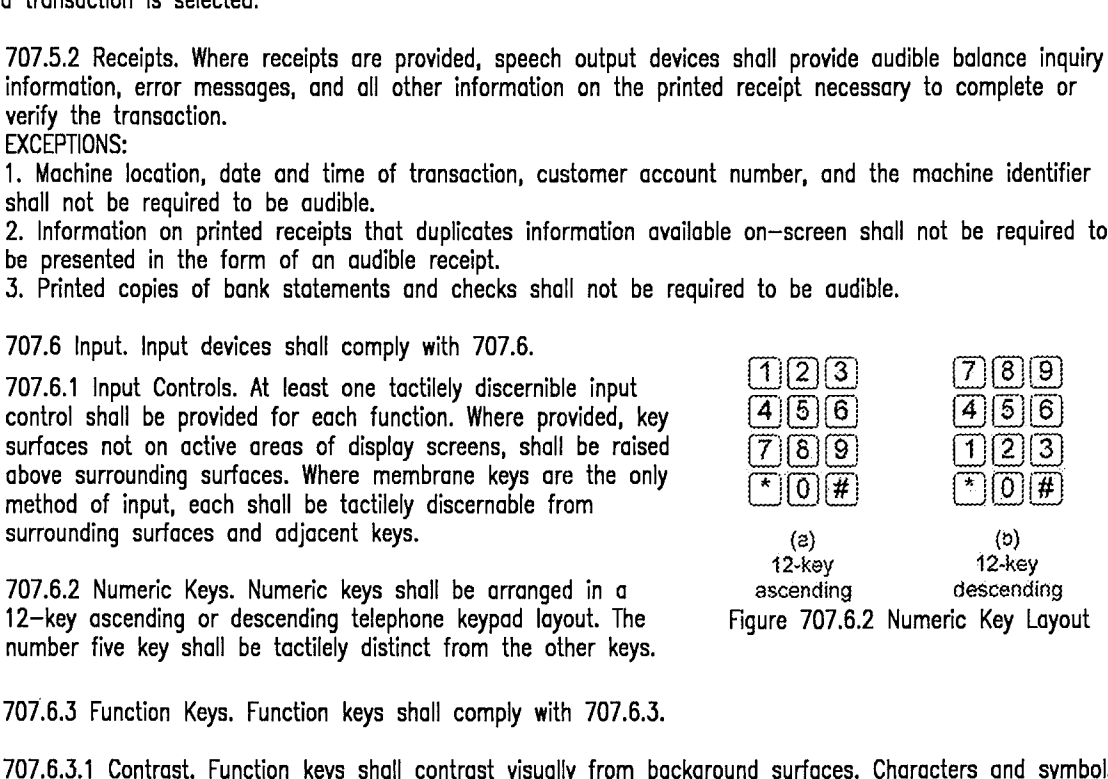 a transaction is selected.
707.5.2 Receipts. Where receipts are provided, speech output devices shall provide audible balance inquiry
information, error messages, and all other information on the printed receipt necessary to complete or
verify the transaction.
EXCEPTIONS:
1. Machine location, date and time of transaction, customer account number, and the machine identifier
shall not be required to be audible.
2. Information on printed receipts that duplicates information available on-screen shall not be required to
be presented in the form of an audible receipt.
3. Printed copies of bank statements and checks shall not be required to be audible.
707.6 Input. Input devices shall comply with 707.6.
707.6.1 Input Controls. At least one tactilely discernible input
control shall be provided for each function. Where provided, key
surfaces not on active areas of display screens, shall be raised
above surrounding surfaces. Where membrane keys are the only
method of input, each shall be tactilely discernable from
surrounding surfaces and adjacent keys.
707.6.2 Numeric Keys. Numeric keys shall be arranged in a
12-key ascending or descending telephone keypad layout. The
number five key shall be tactilely distinct from the other keys.
1 2 3
4 5 6
7 8 9
* 0 #
(a)
12-key
ascending
7 8 9
4 5 6
1 2 3
* 0 #
(b)
12-key
descending
Figure 707.6.2 Numeric Key Layout
707.6.3 Function Keys. Function keys shall comply with 707.6.3.
707.6.3.1 Contrast. Function keys shall contrast visually from background surfaces. Characters and symbol